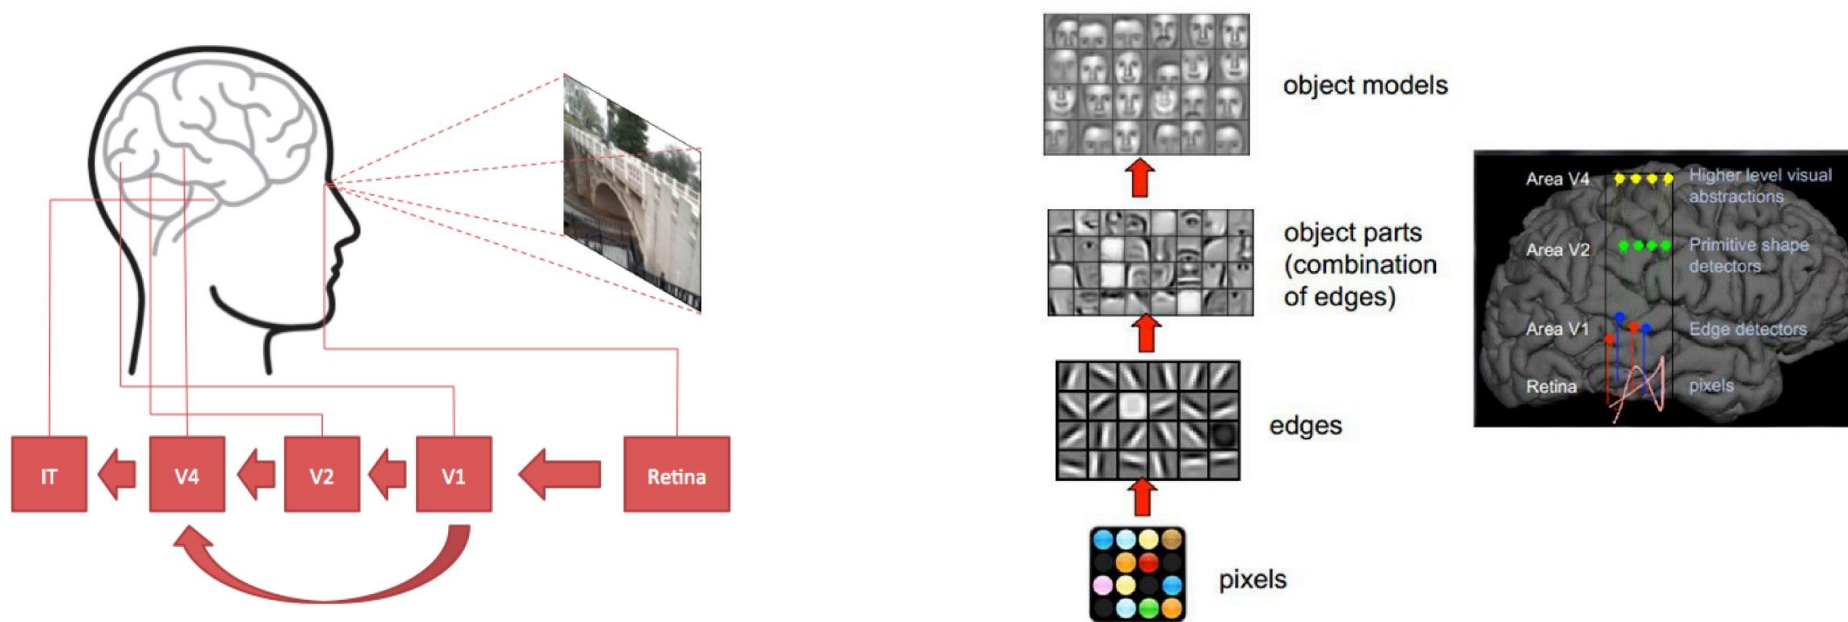 IT
V4
V2
V1
Retina
object models
object parts
(combination
of edges)
edges
pixels
Area V4
Higher level visual
abstractions
Area V2
Primitive shape
detectors
Area V1
Edge detectors
Retina
pixels